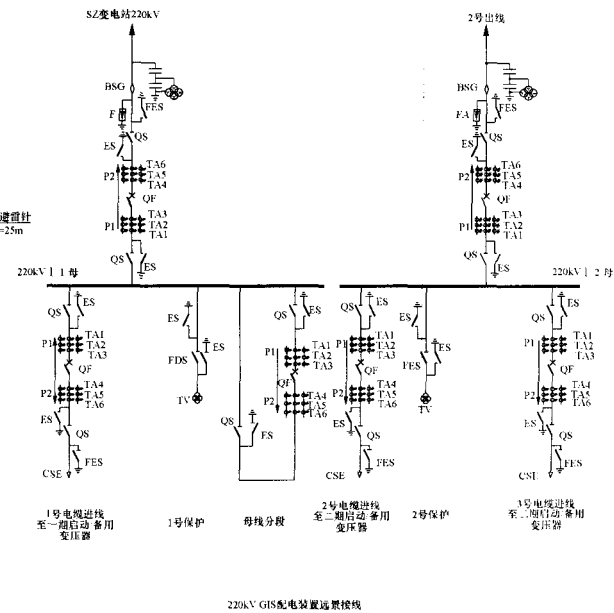 SZ变电站220kV
2号出线
BSG
BSG
F
FES
FA
FES
QS
QS
ES
ES
P2
TA6
TA5
TA4
P2
TA6
TA5
TA4
QF
QF
避雷针
=25m
P1
TA3
TA2
TA1
P1
TA3
TA2
TA1
QS
ES
QS
ES
220kV Ⅰ 1母
220kV Ⅰ 2母
QS
ES
ES
QS
ES
QS
ES
ES
QS
ES
P1
TA1
TA2
TA3
FDS
ES
P1
TA1
TA2
TA3
P1
TA1
TA2
TA3
FES
ES
P1
TA1
TA2
TA3
QF
QF
QF
QF
P2
TA4
TA5
TA6
TV
P2
TA4
TA5
TA6
P2
TA4
TA5
TA6
TV
P2
TA4
TA5
TA6
ES
QS
QS
ES
ES
QS
ES
QS
FES
FES
FES
CSE
CSE
CSE
1号电缆进线
至一期启动/备用
变压器
1号保护
母线分段
2号电缆进线
至二期启动/备用
变压器
2号保护
3号电缆进线
至二期启动/备用
变压器
220kV GIS配电装置远景接线